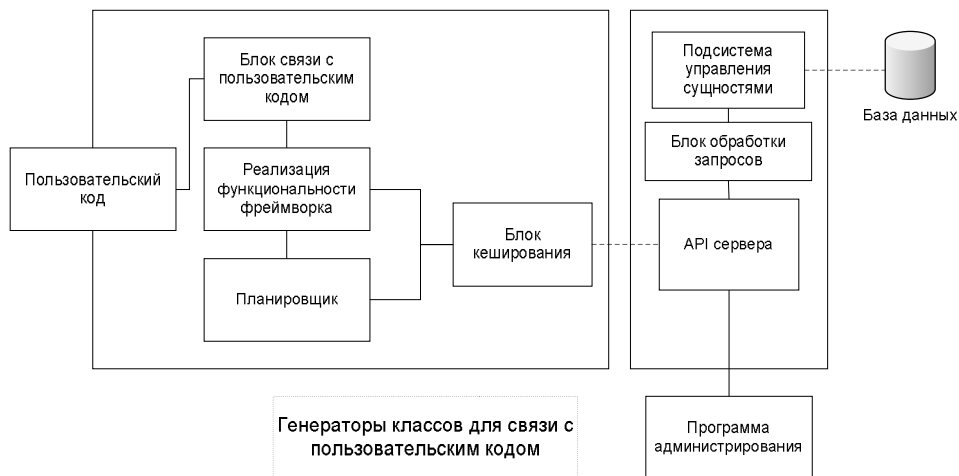 Блок связи с
пользовательским
кодом
Подсистема
управления
сущностями
База данных
Блок обработки
запросов
Пользовательский
код
Реализация
функциональности
фреймворка
Блок
кеширования
API сервера
Планировщик
Генераторы классов для связи с
пользовательским кодом
Программа
администрирования